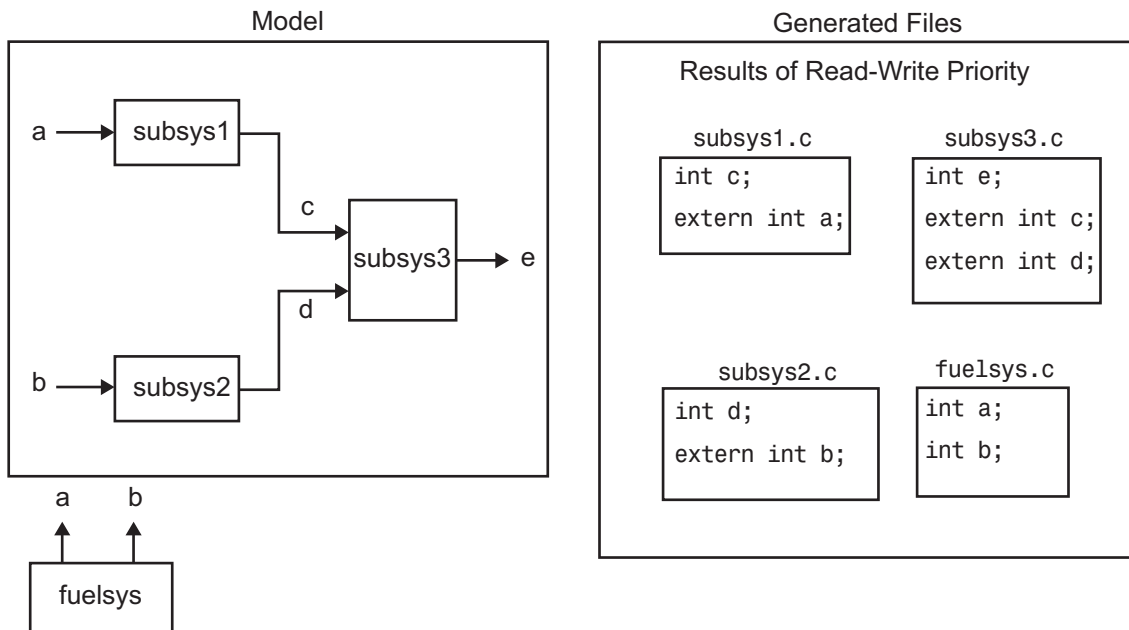 Model
a
subsys1
c
subsys3
e
d
b
subsys2
a
b
fuelsys
Generated Files
Results of Read-Write Priority
subsys1.c
int c;
extern int a;
subsys3.c
int e;
extern int c;
extern int d;
subsys2.c
int d;
extern int b;
fuelsys.c
int a;
int b;